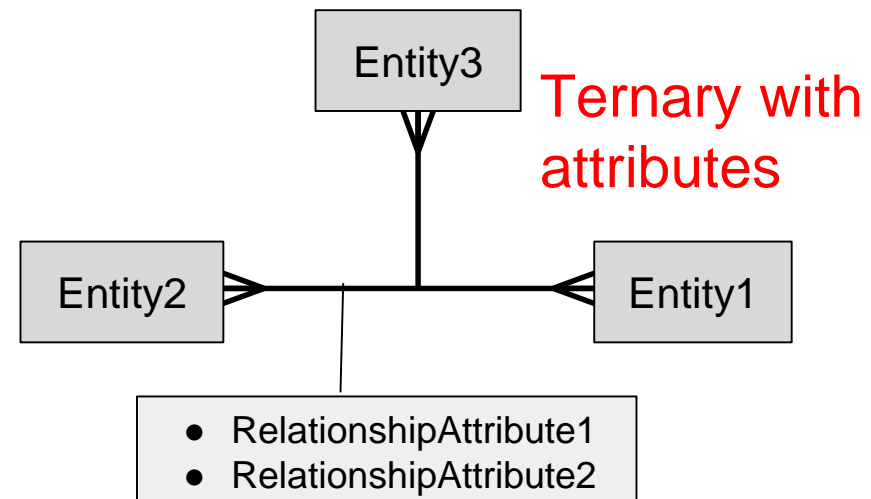 Entity3
Ternary with
attributes
Entity2
Entity1
● RelationshipAttribute1
● RelationshipAttribute2